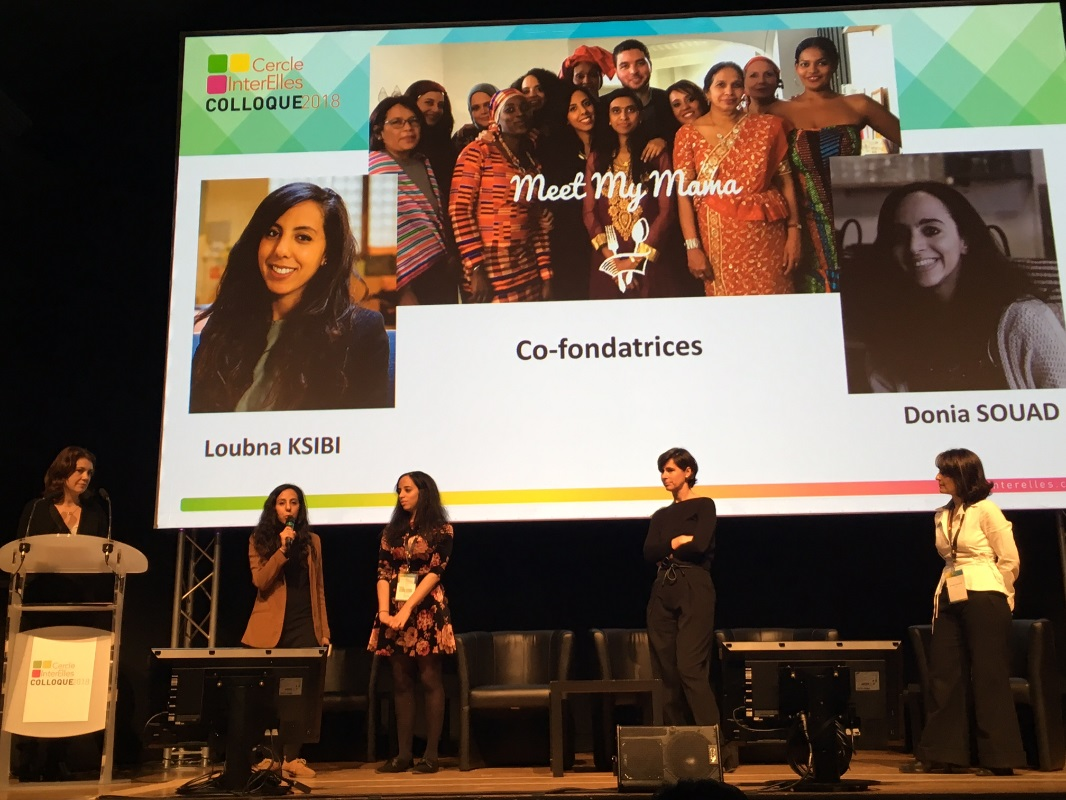 Cercle
InterElles
COLLOQUE2018
Meet My Mama
Co-fondatrices
Loubna KSIBI
Donia SOUAD
interelles.c
Cercle
InterElles
COLLOQUE2018